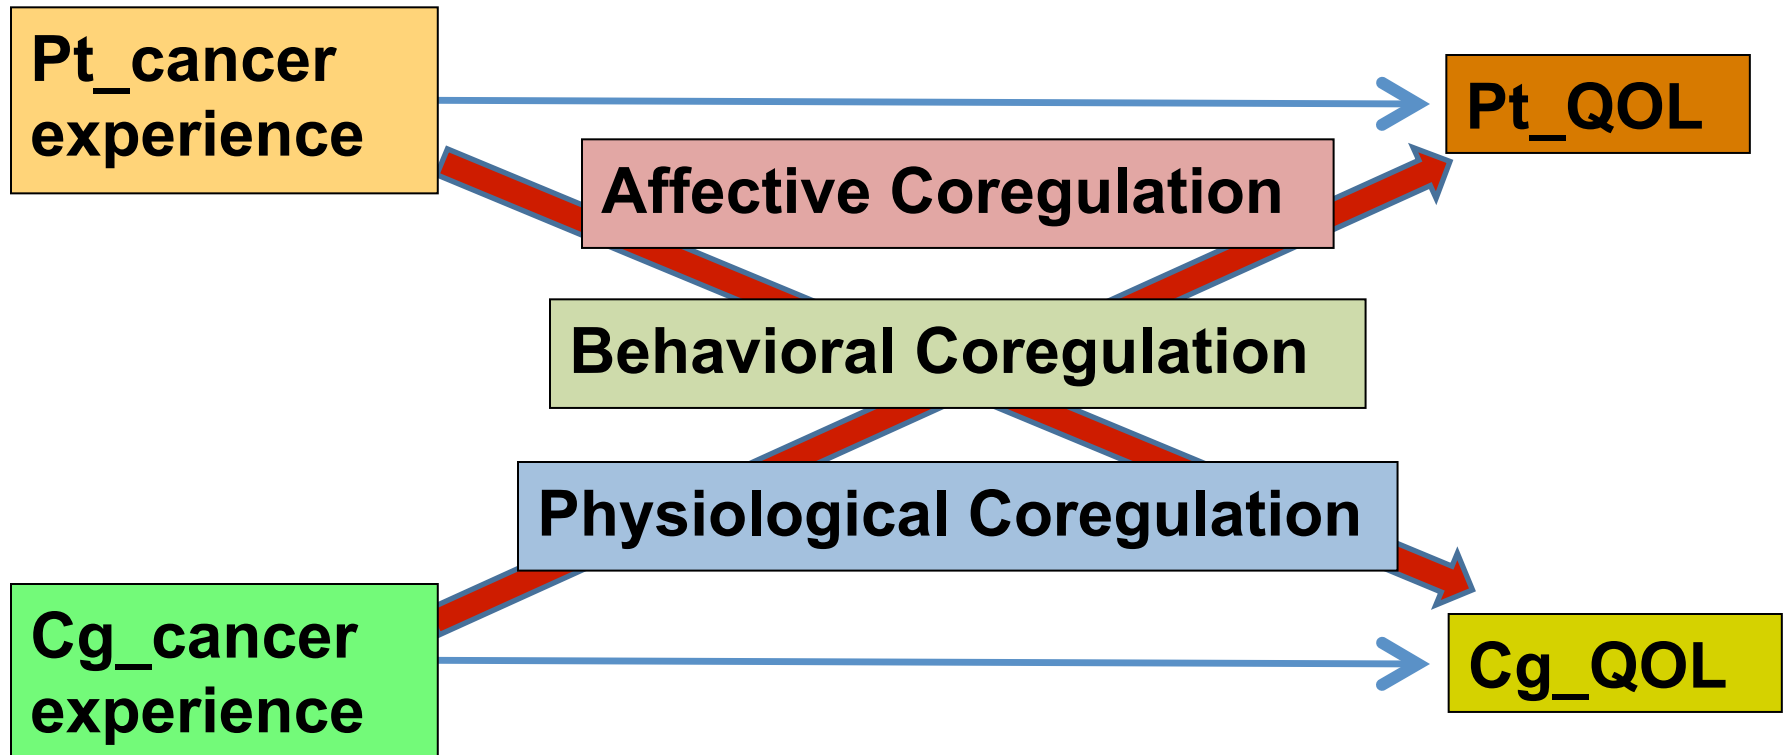 Pt_cancer
experience
Pt_QOL
Affective Coregulation
Behavioral Coregulation
Physiological Coregulation
Cg_cancer
experience
Cg_QOL